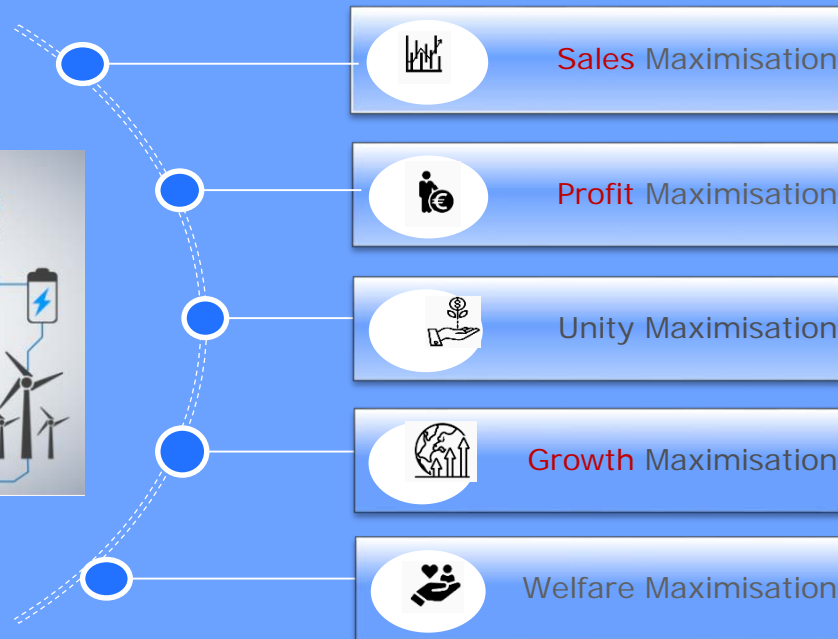 Sales Maximisation
Profit Maximisation
Unity Maximisation
Growth Maximisation
Welfare Maximisation